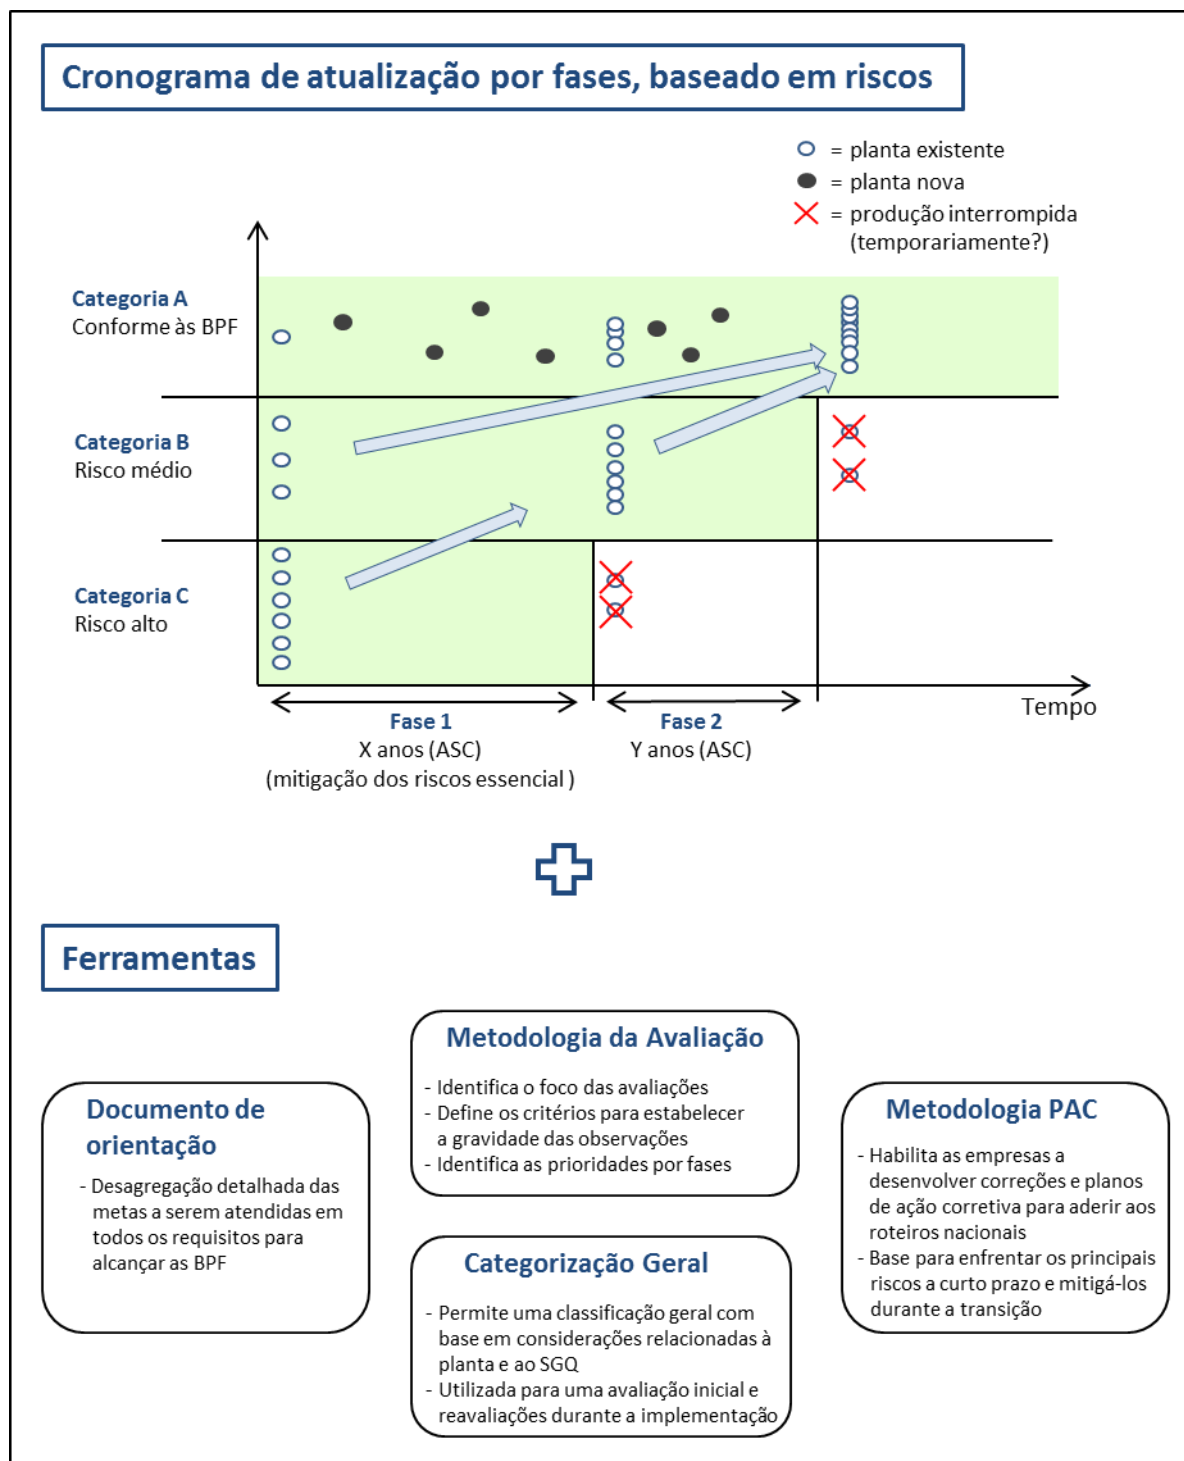 Cronograma de atualização por fases, baseado em riscos
= planta existente
= planta nova
= produção interrompida
(temporariamente?)
Categoria A
Conforme às BPF
Categoria B
Risco médio
Categoria C
Risco alto
Tempo
Fase 1
X anos (ASC)
(mitigação dos riscos essencial )
Fase 2
Y anos (ASC)
Ferramentas
Documento de
orientação
- Desagregação detalhada das
metas a serem atendidas em
todos os requisitos para
alcançar as BPF
Metodologia da Avaliação
- Identifica o foco das avaliações
- Define os critérios para estabelecer
a gravidade das observações
- Identifica as prioridades por fases
Categorização Geral
- Permite uma classificação geral com
base em considerações relacionadas à
planta e ao SGQ
- Utilizada para uma avaliação inicial e
reavaliações durante a implementação
Metodologia PAC
- Habilita as empresas a
desenvolver correções e planos
de ação corretiva para aderir aos
roteiros nacionais
- Base para enfrentar os principais
riscos a curto prazo e mitigá-los
durante a transição